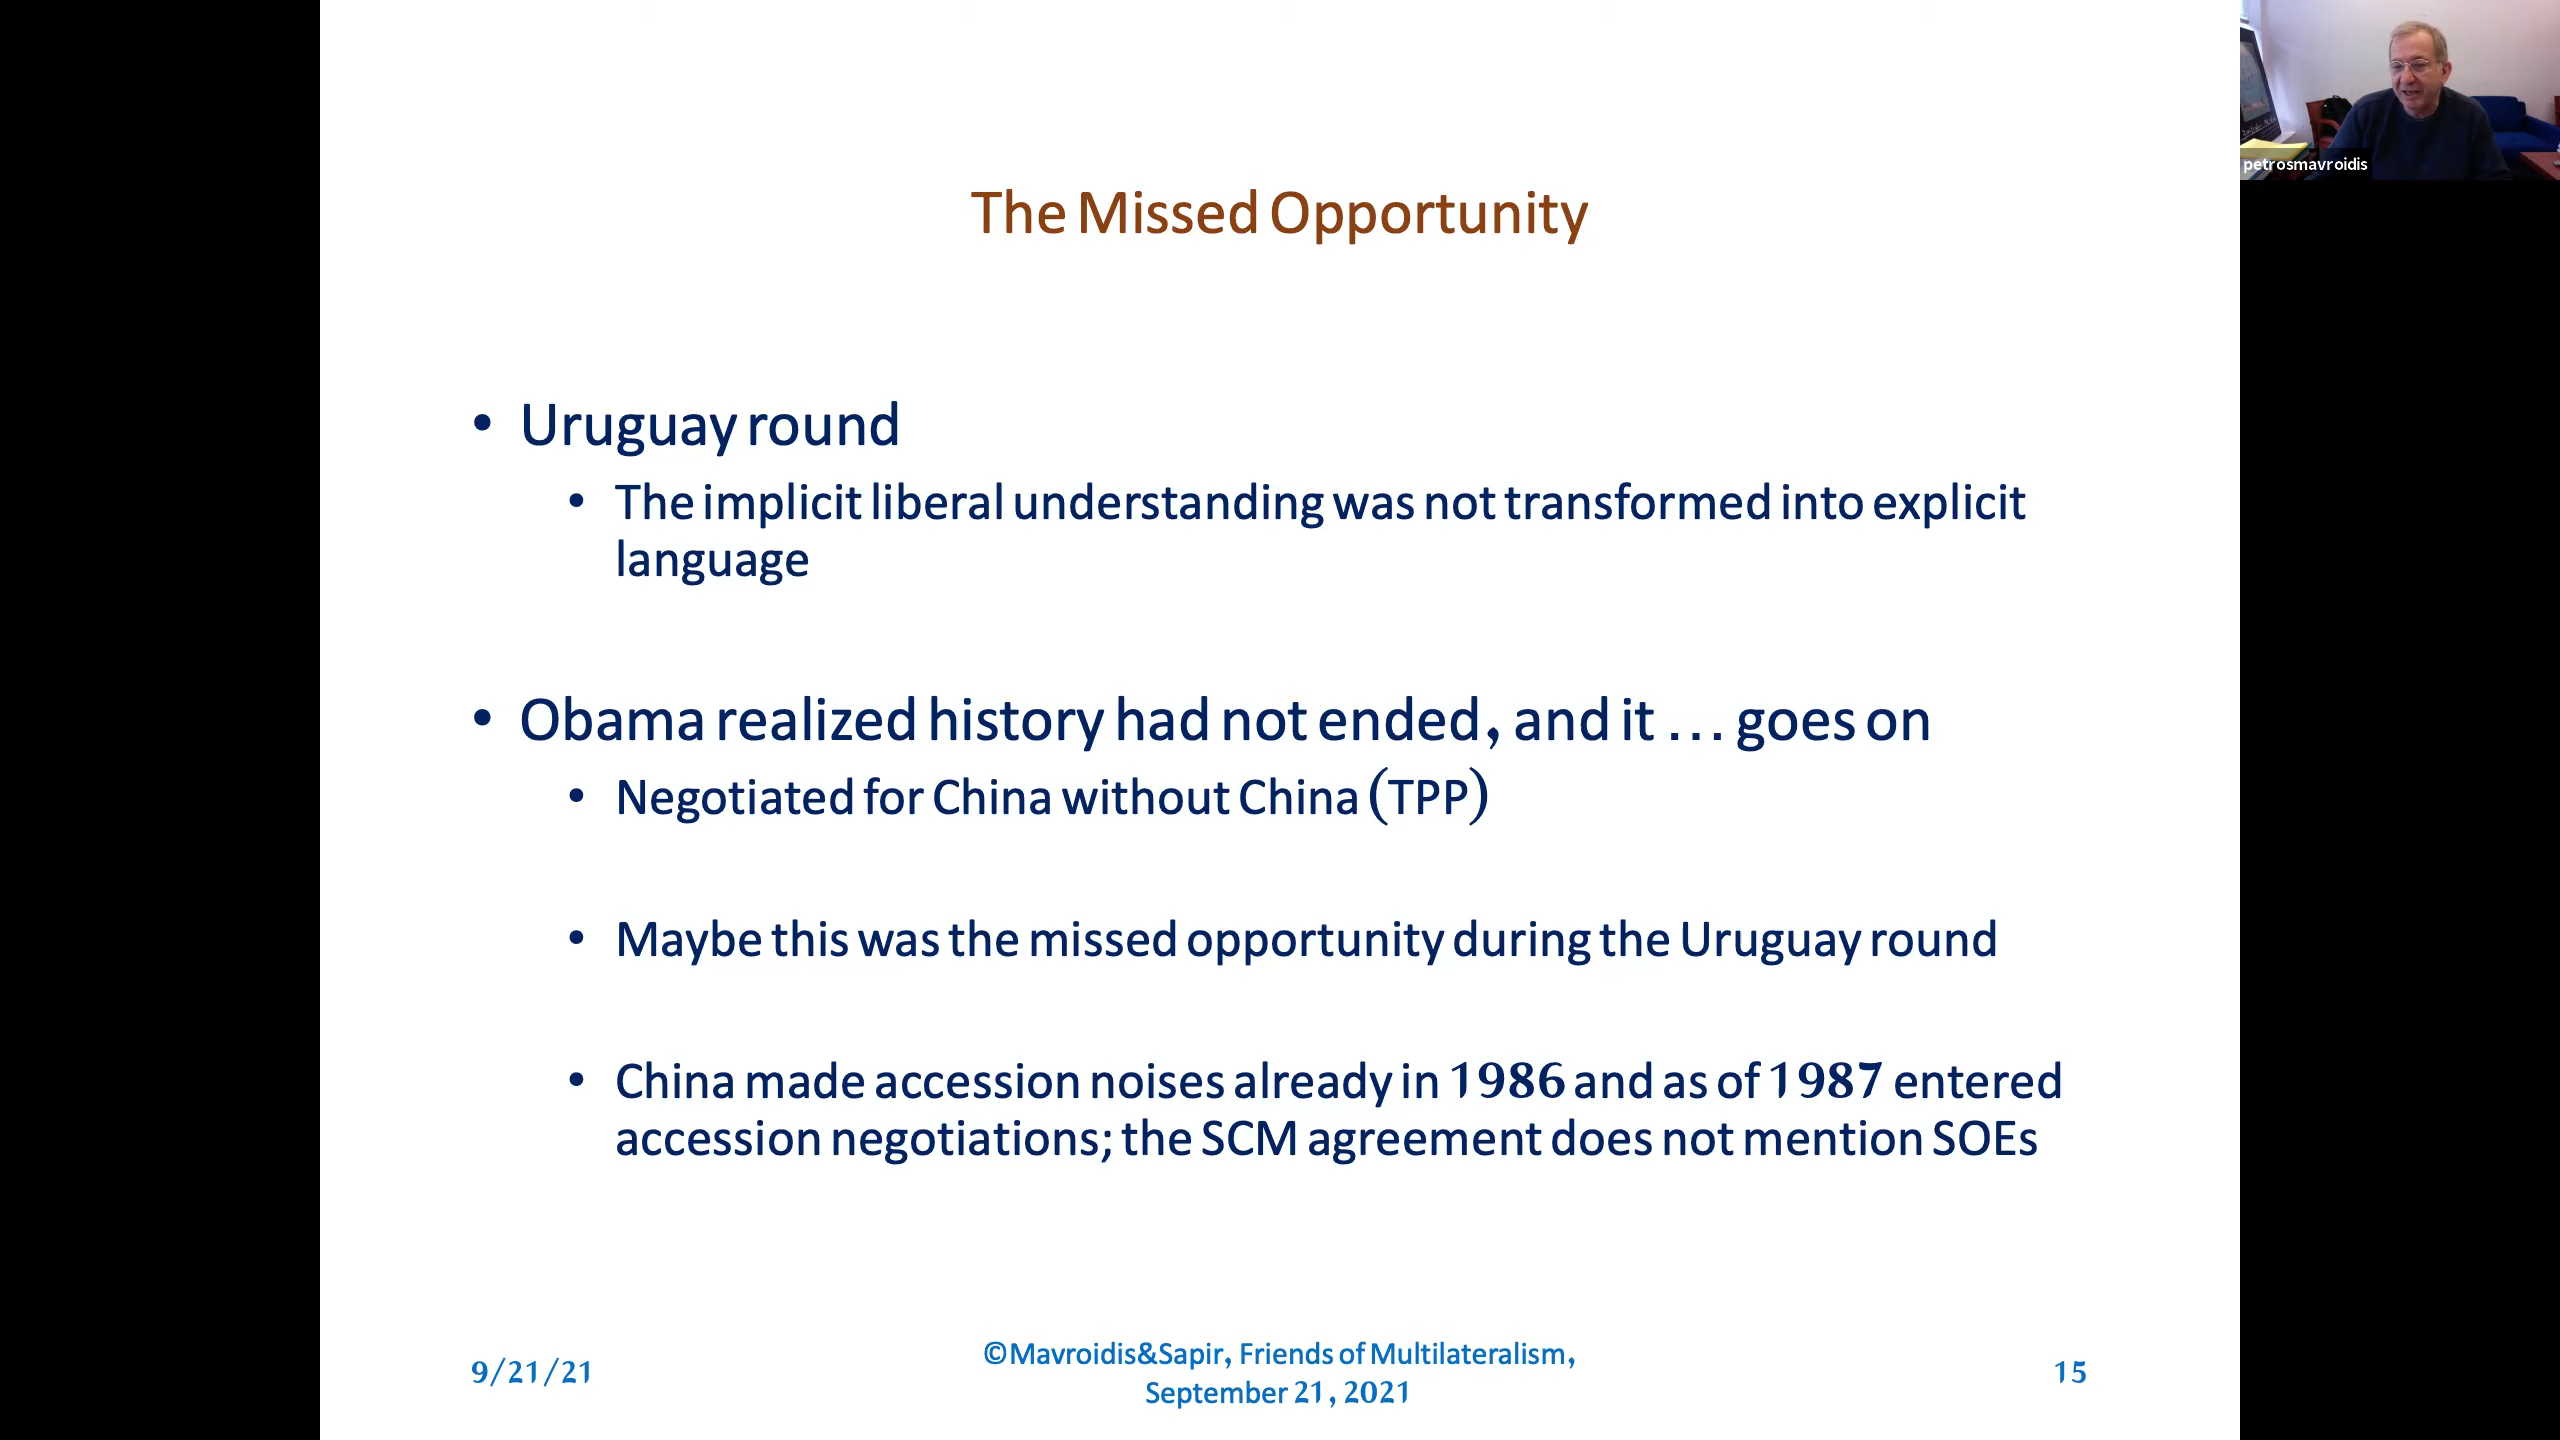 petrosmavroidis
The Missed Opportunity
• Uruguay round
• The implicit liberal understanding was not transformed into explicit
language
• Obama realized history had not ended, and it … goes on
• Negotiated for China without China (TPP)
• Maybe this was the missed opportunity during the Uruguay round
• China made accession noises already in 1986 and as of 1987 entered
accession negotiations; the SCM agreement does not mention SOEs
9/21/21
©Mavroidis&Sapir, Friends of Multilateralism,
September 21, 2021
15